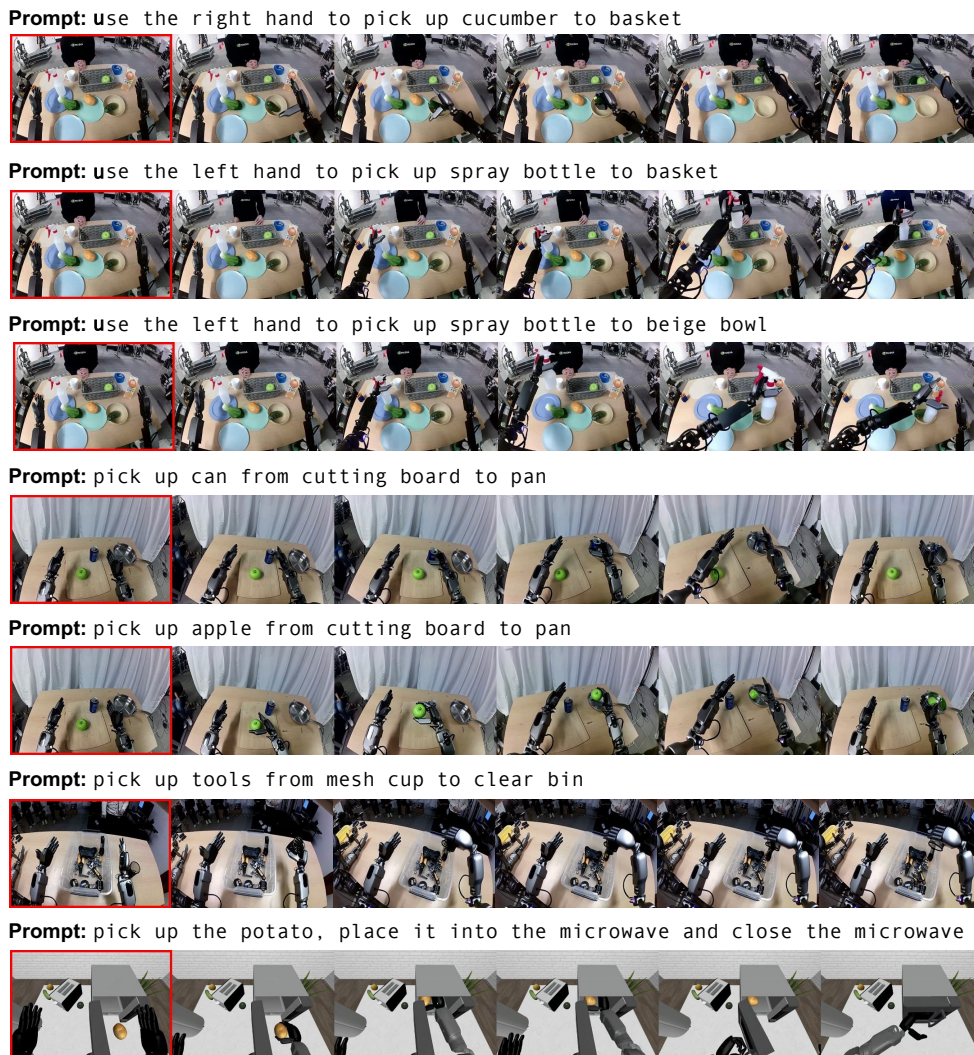 Prompt: use the right hand to pick up cucumber to basket
Prompt: use the left hand to pick up spray bottle to basket
Prompt: use the left hand to pick up spray bottle to beige bowl
Prompt: pick up can from cutting board to pan
Prompt: pick up apple from cutting board to pan
Prompt: pick up tools from mesh cup to clear bin
Prompt: pick up the potato, place it into the microwave and close the microwave